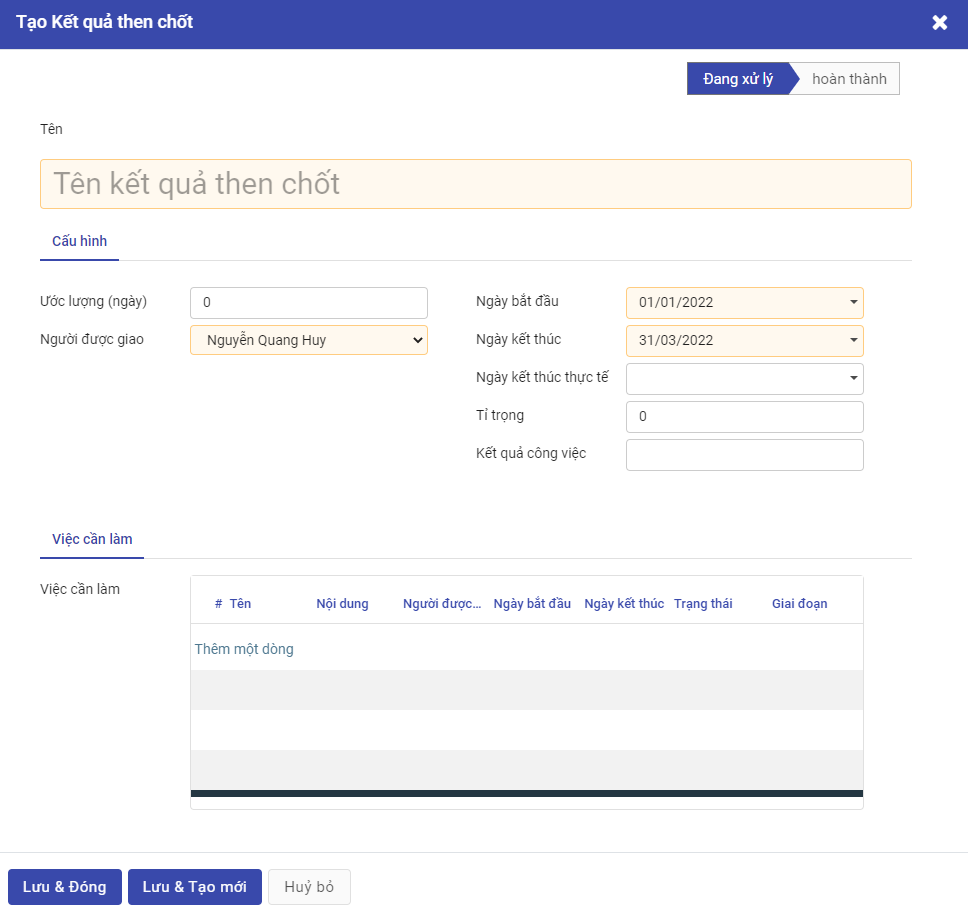 Tạo Kết quả then chốt
Đang xử lý hoàn thành
Tên
Tên kết quả then chốt
Cấu hình
Ước lượng (ngày) 0 Ngày bắt đầu 01/01/2022
Người được giao Nguyễn Quang Huy Ngày kết thúc 31/03/2022
Ngày kết thúc thực tế
Tỉ trọng 0
Kết quả công việc
Việc cần làm
Việc cần làm
# Tên Nội dung Người được... Ngày bắt đầu Ngày kết thúc Trạng thái Giai đoạn
Thêm một dòng
Lưu & Đóng Lưu & Tạo mới Huỷ bỏ